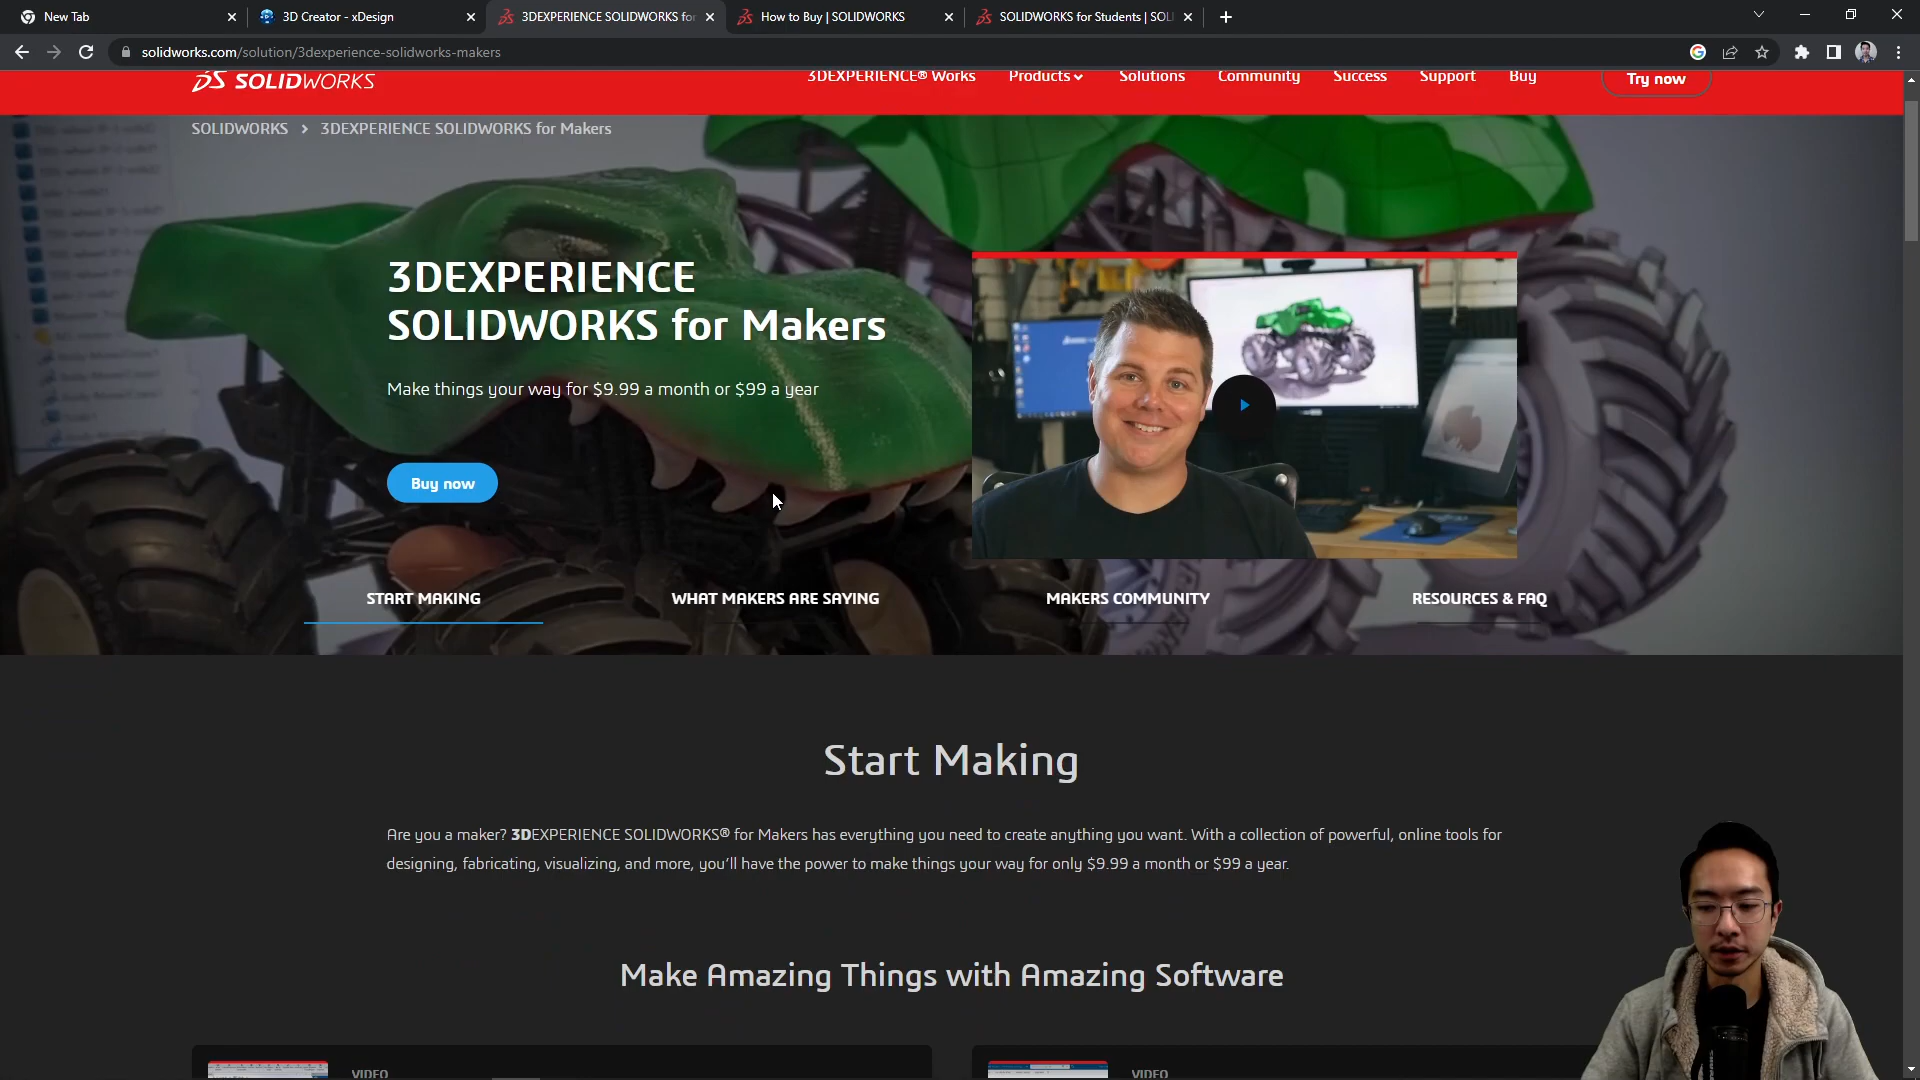 New Tab
3D Creator - xDesign
3DEXPERIENCE SOLIDWORKS for
How to Buy | SOLIDWORKS
SOLIDWORKS for Students | SOL
solidworks.com/solution/3dexperience-solidworks-makers
SOLIDWORKS
3DEXPERIENCE® Works
Products
Solutions
Community
Success
Support
Buy
Try now
SOLIDWORKS > 3DEXPERIENCE SOLIDWORKS for Makers
3DEXPERIENCE
SOLIDWORKS for Makers
Make things your way for $9.99 a month or $99 a year
Buy now
START MAKING
WHAT MAKERS ARE SAYING
MAKERS COMMUNITY
RESOURCES & FAQ
Start Making
Are you a maker? 3DEXPERIENCE SOLIDWORKS® for Makers has everything you need to create anything you want. With a collection of powerful, online tools for
designing, fabricating, visualizing, and more, you'll have the power to make things your way for only $9.99 a month or $99 a year.
Make Amazing Things with Amazing Software
VIDEO
VIDEO